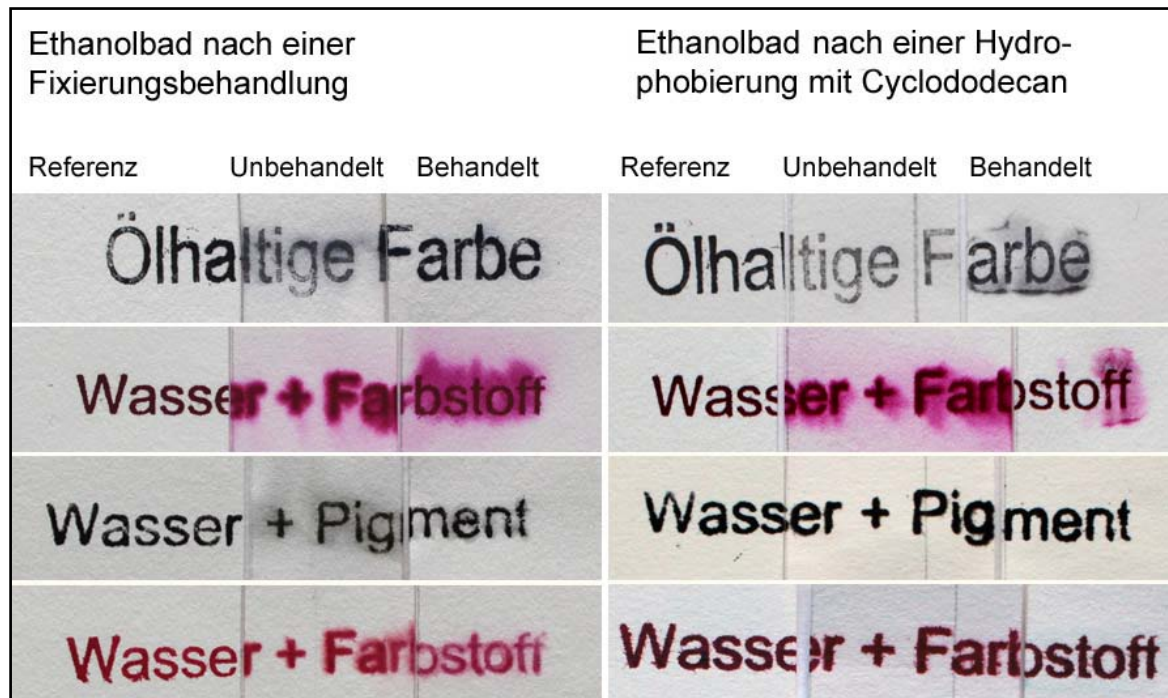 Ethanolbad nach einer
Fixierungsbehandlung
Referenz Unbehandelt Behandelt
Ölhaltige Farbe
Wasser + Farbstoff
Wasser + Pigment
Wasser + Farbstoff
Ethanolbad nach einer Hydro-
phobierung mit Cyclododecan
Referenz Unbehandelt Behandelt
Ölhaltige Farbe
Wasser + Farbstoff
Wasser + Pigment
Wasser + Farbstoff